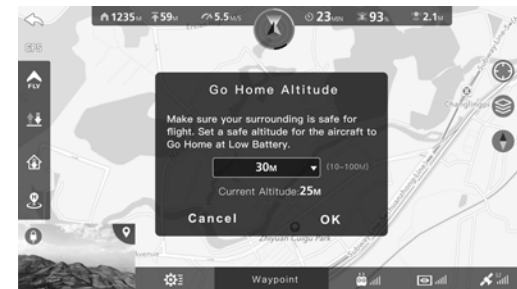 1235M 59M 5.5M/S 23MIN 93% 2.1M
GPS
FLY
Changlingpi
Go Home Altitude
Make sure your surrounding is safe for
flight. Set a safe altitude for the aircraft to
Go Home at Low Battery.
30M (10~100M)
Current Altitude:25M
Cancel OK
Zhiyuan Cuigu Park
Avenue
Waypoint